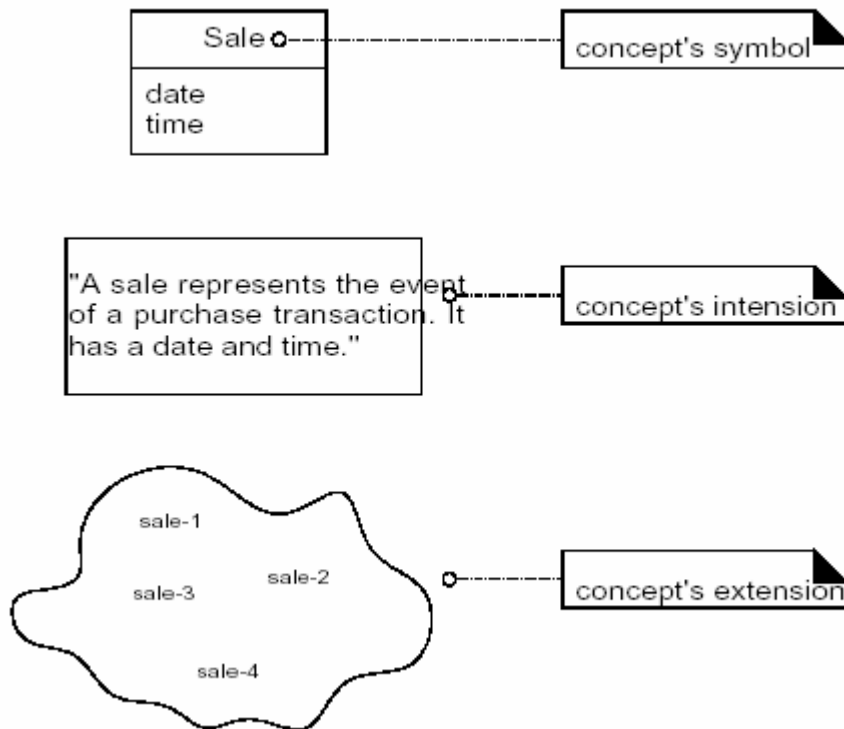 Sale
concept's symbol
date
time
"A sale represents the event
of a purchase transaction. It
has a date and time."
concept's intension
sale-1
sale-2
sale-3
concept's extension
sale-4